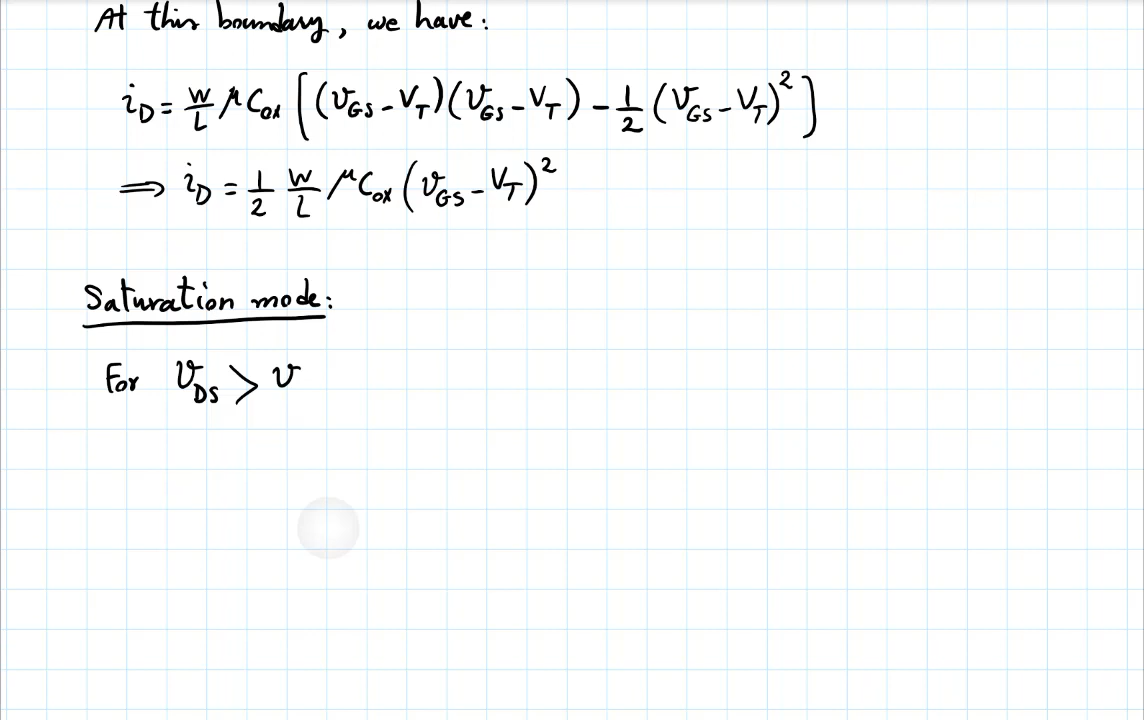 At this boundary, we have:
i_D = W/L μC_ox [(v_GS - V_T)(v_GS - V_T) - 1/2 (v_GS - V_T)^2]
⟹ i_D = 1/2 W/L μC_ox (v_GS - V_T)^2
Saturation mode:
For v_DS > v